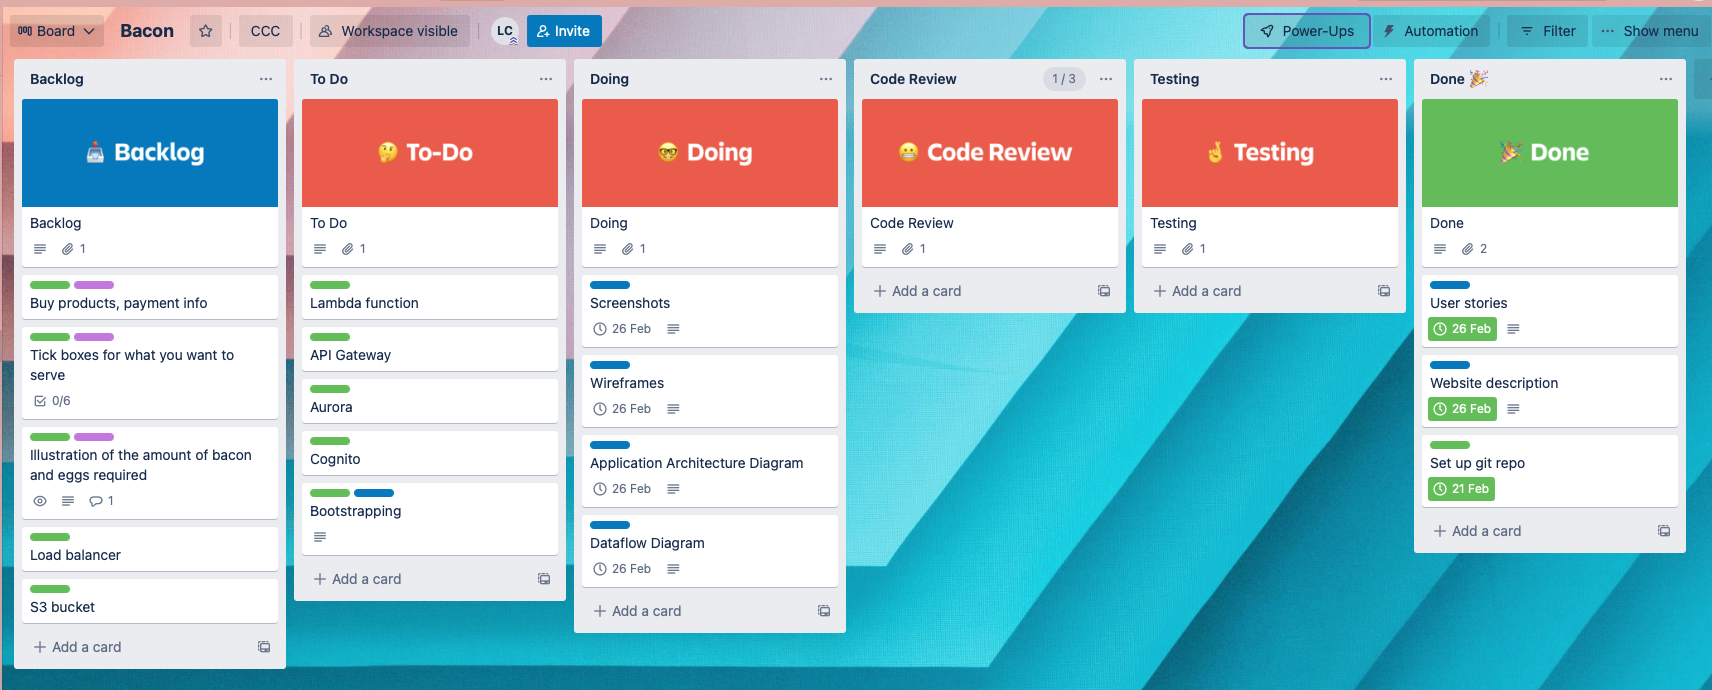 Board
Bacon
CCC
Workspace visible
LC
Invite
Power-Ups
Automation
Filter
Show menu
Backlog
Backlog
Backlog
1
Buy products, payment info
Tick boxes for what you want to
serve
0/6
Illustration of the amount of bacon
and eggs required
1
Load balancer
S3 bucket
Add a card
To Do
To-Do
To Do
1
Lambda function
API Gateway
Aurora
Cognito
Bootstrapping
Add a card
Doing
Doing
Doing
1
Screenshots
26 Feb
Wireframes
26 Feb
Application Architecture Diagram
26 Feb
Dataflow Diagram
26 Feb
Add a card
Code Review
1 / 3
Code Review
Code Review
1
Add a card
Testing
Testing
Testing
1
Add a card
Done 🎉
Done
Done
2
User stories
26 Feb
Website description
26 Feb
Set up git repo
21 Feb
Add a card